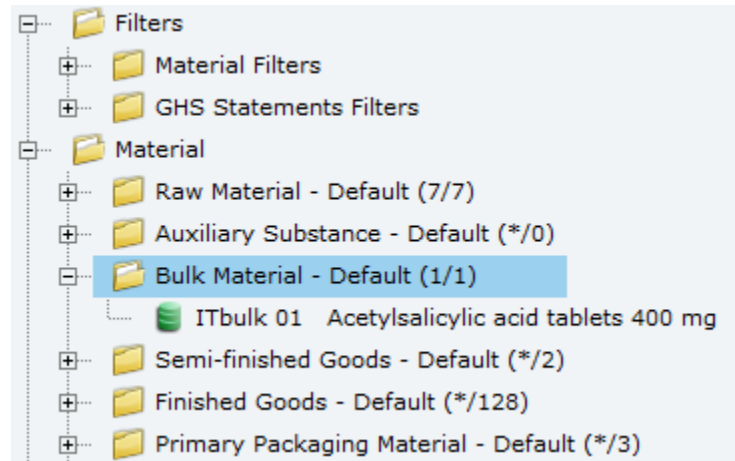 Filters
Material Filters
GHS Statements Filters
Material
Raw Material - Default (7/7)
Auxiliary Substance - Default (*/0)
Bulk Material - Default (1/1)
ITbulk 01 Acetylsalicylic acid tablets 400 mg
Semi-finished Goods - Default (*/2)
Finished Goods - Default (*/128)
Primary Packaging Material - Default (*/3)